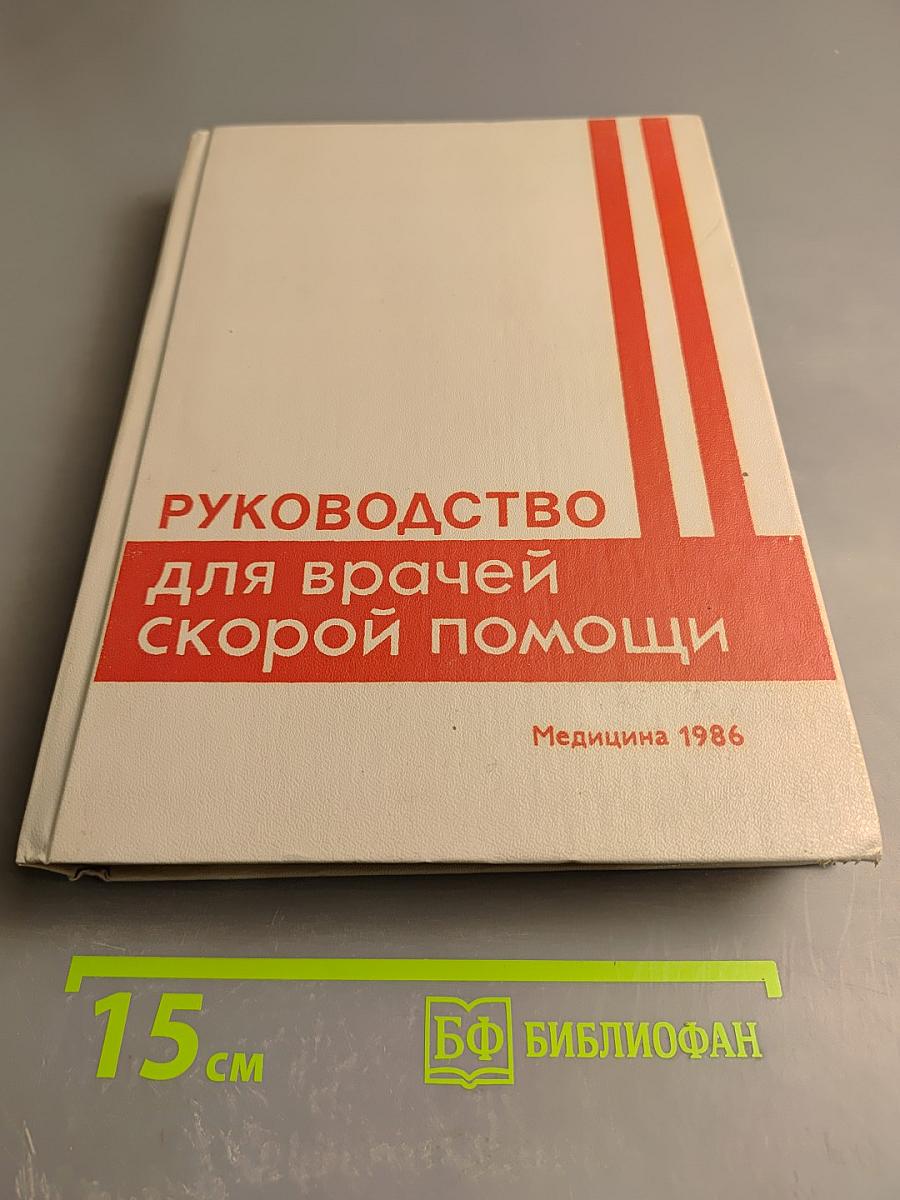 РУКОВОДСТВО
для врачей
скорой помощи
Медицина 1986
15 см
БФ БИБЛИОФАН